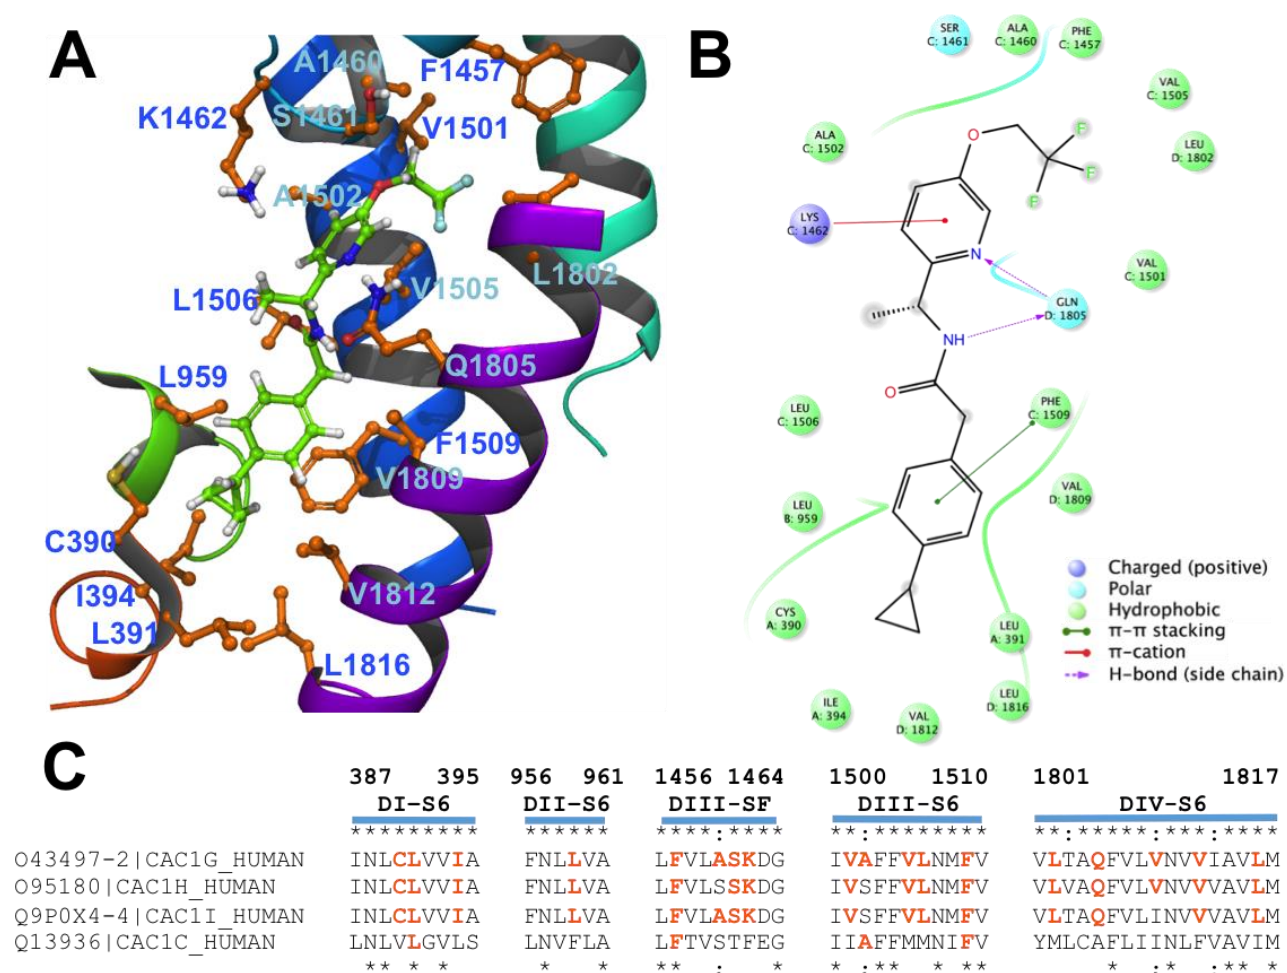 A
A1460
F1457
K1462
S1461
V1501
A1502
L1802
L1506
V1505
Q1805
L959
F1509
V1809
C390
I394
V1812
L391
L1816
B
SER
C: 1461
ALA
C: 1460
PHE
C: 1457
VAL
C: 1505
ALA
C: 1502
LEU
D: 1802
O
F
F
F
LYS
C: 1462
N
VAL
C: 1501
GLN
D: 1805
NH
O
LEU
C: 1506
PHE
C: 1509
VAL
D: 1809
LEU
B: 959
CYS
A: 390
LEU
A: 391
ILE
A: 394
VAL
D: 1812
LEU
D: 1816
Charged (positive)
Polar
Hydrophobic
π-π stacking
π-cation
H-bond (side chain)
C
387 395 956 961 1456 1464 1500 1510 1801 1817
DI-S6 DII-S6 DIII-SF DIII-S6 DIV-S6
********* ****** ****:**** **:******** **:*****:****:****
O43497-2|CAC1G_HUMAN INLCLVVIA FNLLVA LFVLASKDG IVAFFVLNMFV VLTAQFVLVNVVIAVLM
O95180|CAC1H_HUMAN INLCLVVIA FNLLVA LFVLSSKDG IVSFFVLNMFV VLVAQFVLVNVVVAVLM
Q9P0X4-4|CAC1I_HUMAN INLCLVVIA FNLLVA LFVLASKDG IVSFFVLNMFV VLTAQFVLINVVVAVLM
Q13936|CAC1C_HUMAN LNLVLGVLS LNVFLA LFTVSTFEG IIAFFMMNIFV YMLCAFLIINLFVAVIM
** * * * * ** : * * : ** * ** * : * : ** *